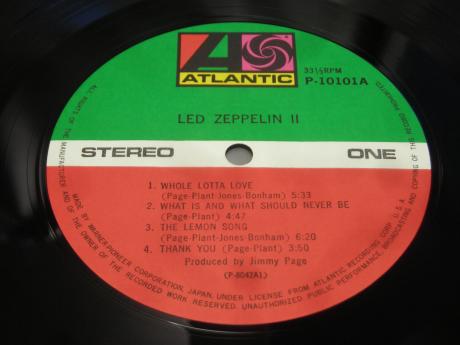 ATLANTIC
33⅓RPM
P-10101A
LED ZEPPELIN II
STEREO
ONE
1. WHOLE LOTTA LOVE
(Page-Plant-Jones-Bonham) 5:33
2. WHAT IS AND WHAT SHOULD NEVER BE
(Page-Plant) 4:47
3. THE LEMON SONG
(Page-Plant-Jones-Bonham) 6:20
4. THANK YOU (Page-Plant) 3:50
Produced by Jimmy Page
(P-8042A1)
ALL RIGHTS OF THE MANUFACTURER AND OF THE OWNER OF THE RECORDED WORK RESERVED. UNAUTHORIZED PUBLIC PERFORMANCE, BROADCASTING AND COPYING OF THIS RECORD PROHIBITED.
MADE BY WARNER-PIONEER CORPORATION, JAPAN, UNDER LICENSE FROM ATLANTIC RECORDING CORP. U.S.A.